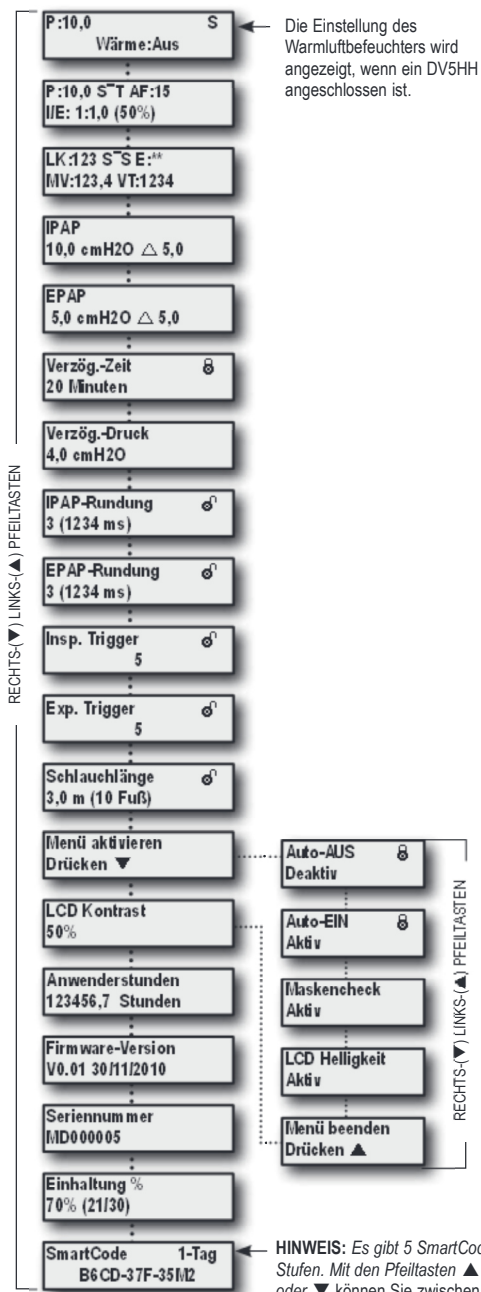 P:10,0 S
Wärme:Aus
Die Einstellung des
Warmluftbefeuchters wird
angezeigt, wenn ein DV5HH
angeschlossen ist.
P:10,0 S¯T AF:15
I/E: 1:1,0 (50%)
LK:123 S¯S E:**
MV:123,4 VT:1234
IPAP
10,0 cmH2O △ 5,0
EPAP
5,0 cmH2O △ 5,0
Verzög.-Zeit
20 Minuten
Verzög.-Druck
4,0 cmH2O
IPAP-Rundung
3 (1234 ms)
EPAP-Rundung
3 (1234 ms)
Insp. Trigger
5
Exp. Trigger
5
Schlauchlänge
3,0 m (10 Fuß)
Menü aktivieren
Drücken ▼
LCD Kontrast
50%
Anwenderstunden
123456,7 Stunden
Firmware-Version
V0.01 30/11/2010
Seriennummer
MD000005
Einhaltung %
70% (21/30)
SmartCode 1-Tag
B6CD-37F-35M2
RECHTS-(▼) LINKS-(▲) PFEILTASTEN
Auto-AUS
Deaktiv
Auto-EIN
Aktiv
Maskencheck
Aktiv
LCD Helligkeit
Aktiv
Menü beenden
Drücken ▲
RECHTS-(▼) LINKS-(▲) PFEILTASTEN
HINWEIS: Es gibt 5 SmartCod
Stufen. Mit den Pfeiltasten ▲
oder ▼ können Sie zwischen